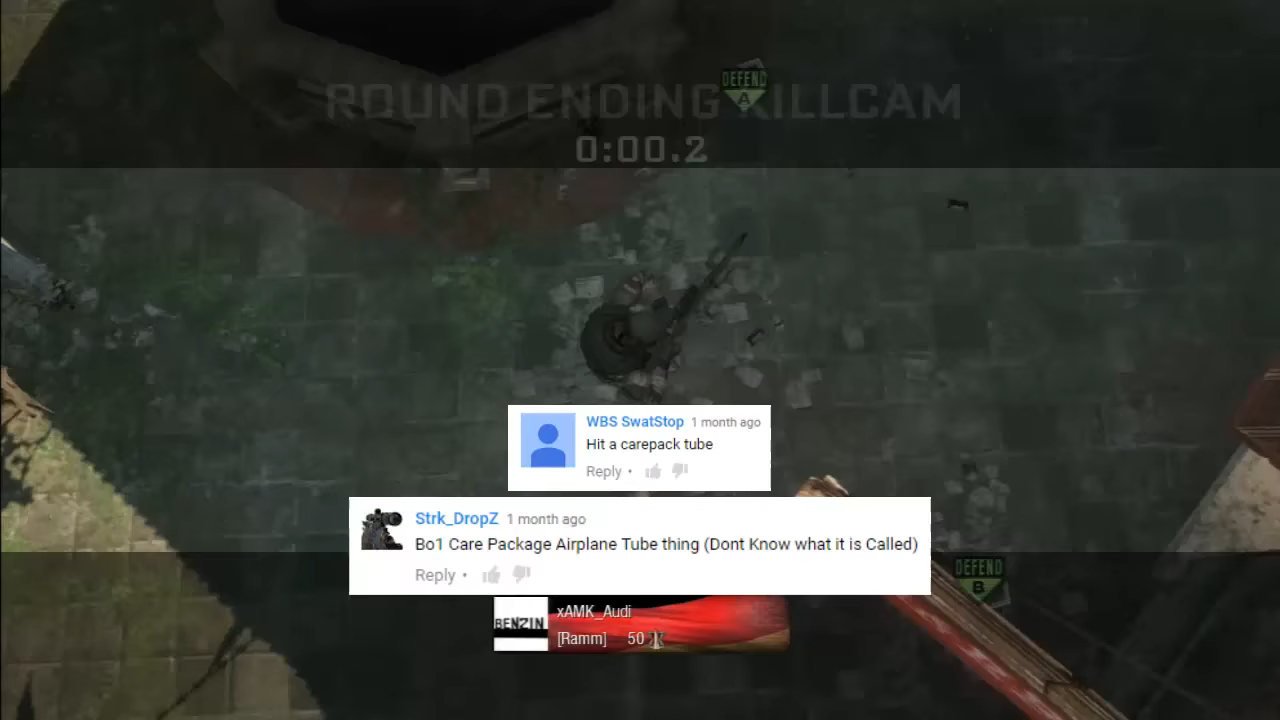 DEFEND
A
ROUND ENDING KILLCAM
0:00.2
WBS SwatStop 1 month ago
Hit a carepack tube
Reply •
Strk_DropZ 1 month ago
Bo1 Care Package Airplane Tube thing (Dont Know what it is Called)
Reply •
DEFEND
B
BENZIN
xAMK_Audi
[Ramm] 50